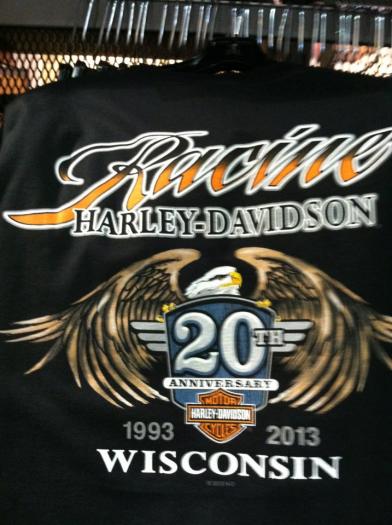 Racine
HARLEY-DAVIDSON
20TH
ANNIVERSARY
MOTOR
HARLEY-DAVIDSON
CYCLES
1993 2013
WISCONSIN